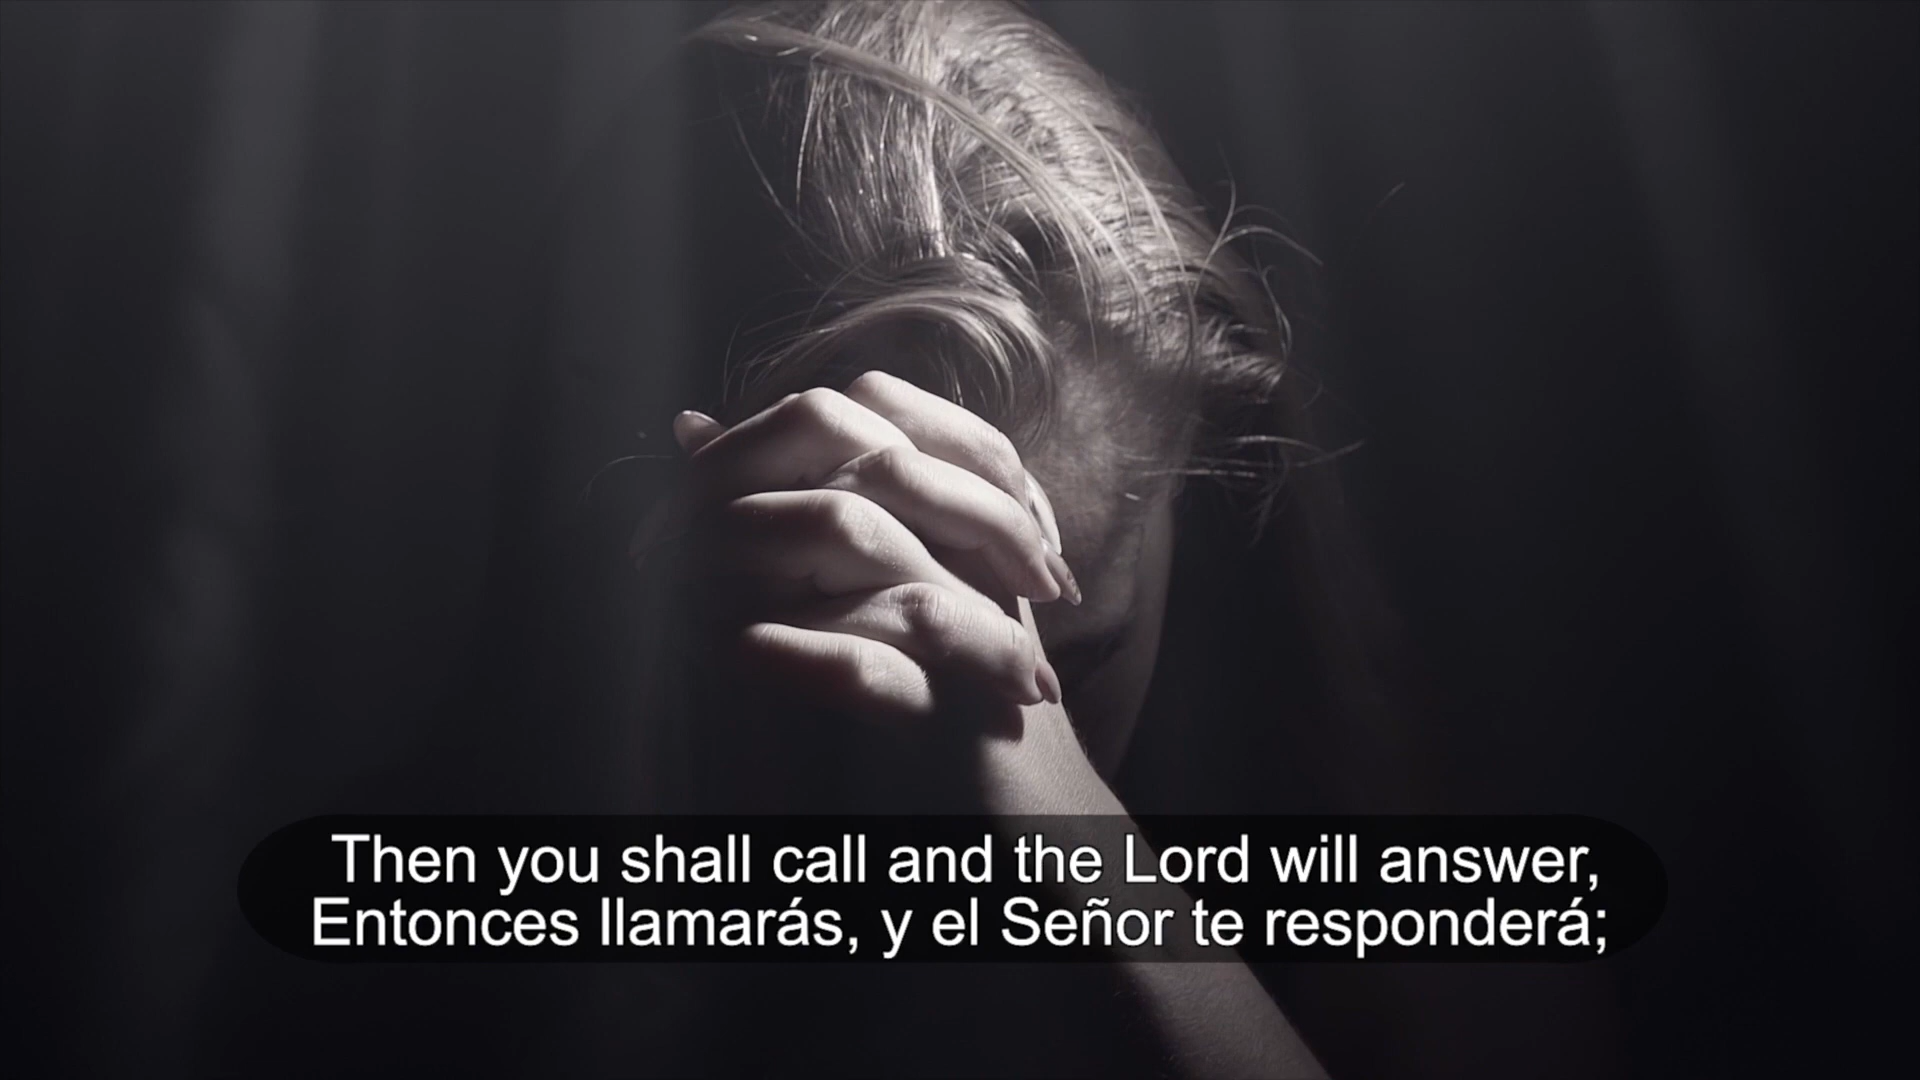 Then you shall call and the Lord will answer,
Entonces llamarás, y el Señor te responderá;